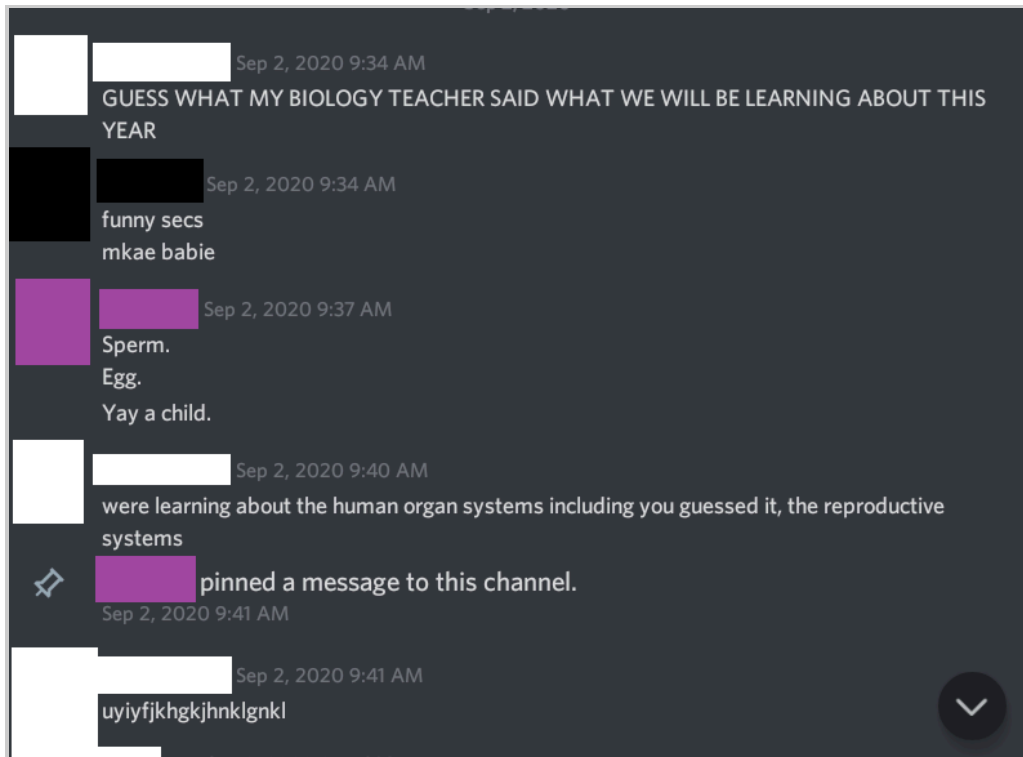 Sep 2, 2020
Sep 2, 2020 9:34 AM
GUESS WHAT MY BIOLOGY TEACHER SAID WHAT WE WILL BE LEARNING ABOUT THIS
YEAR
Sep 2, 2020 9:34 AM
funny secs
mkae babie
Sep 2, 2020 9:37 AM
Sperm.
Egg.
Yay a child.
Sep 2, 2020 9:40 AM
were learning about the human organ systems including you guessed it, the reproductive
systems
pinned a message to this channel.
Sep 2, 2020 9:41 AM
Sep 2, 2020 9:41 AM
uyiyfjkhgkjhnklgnkl